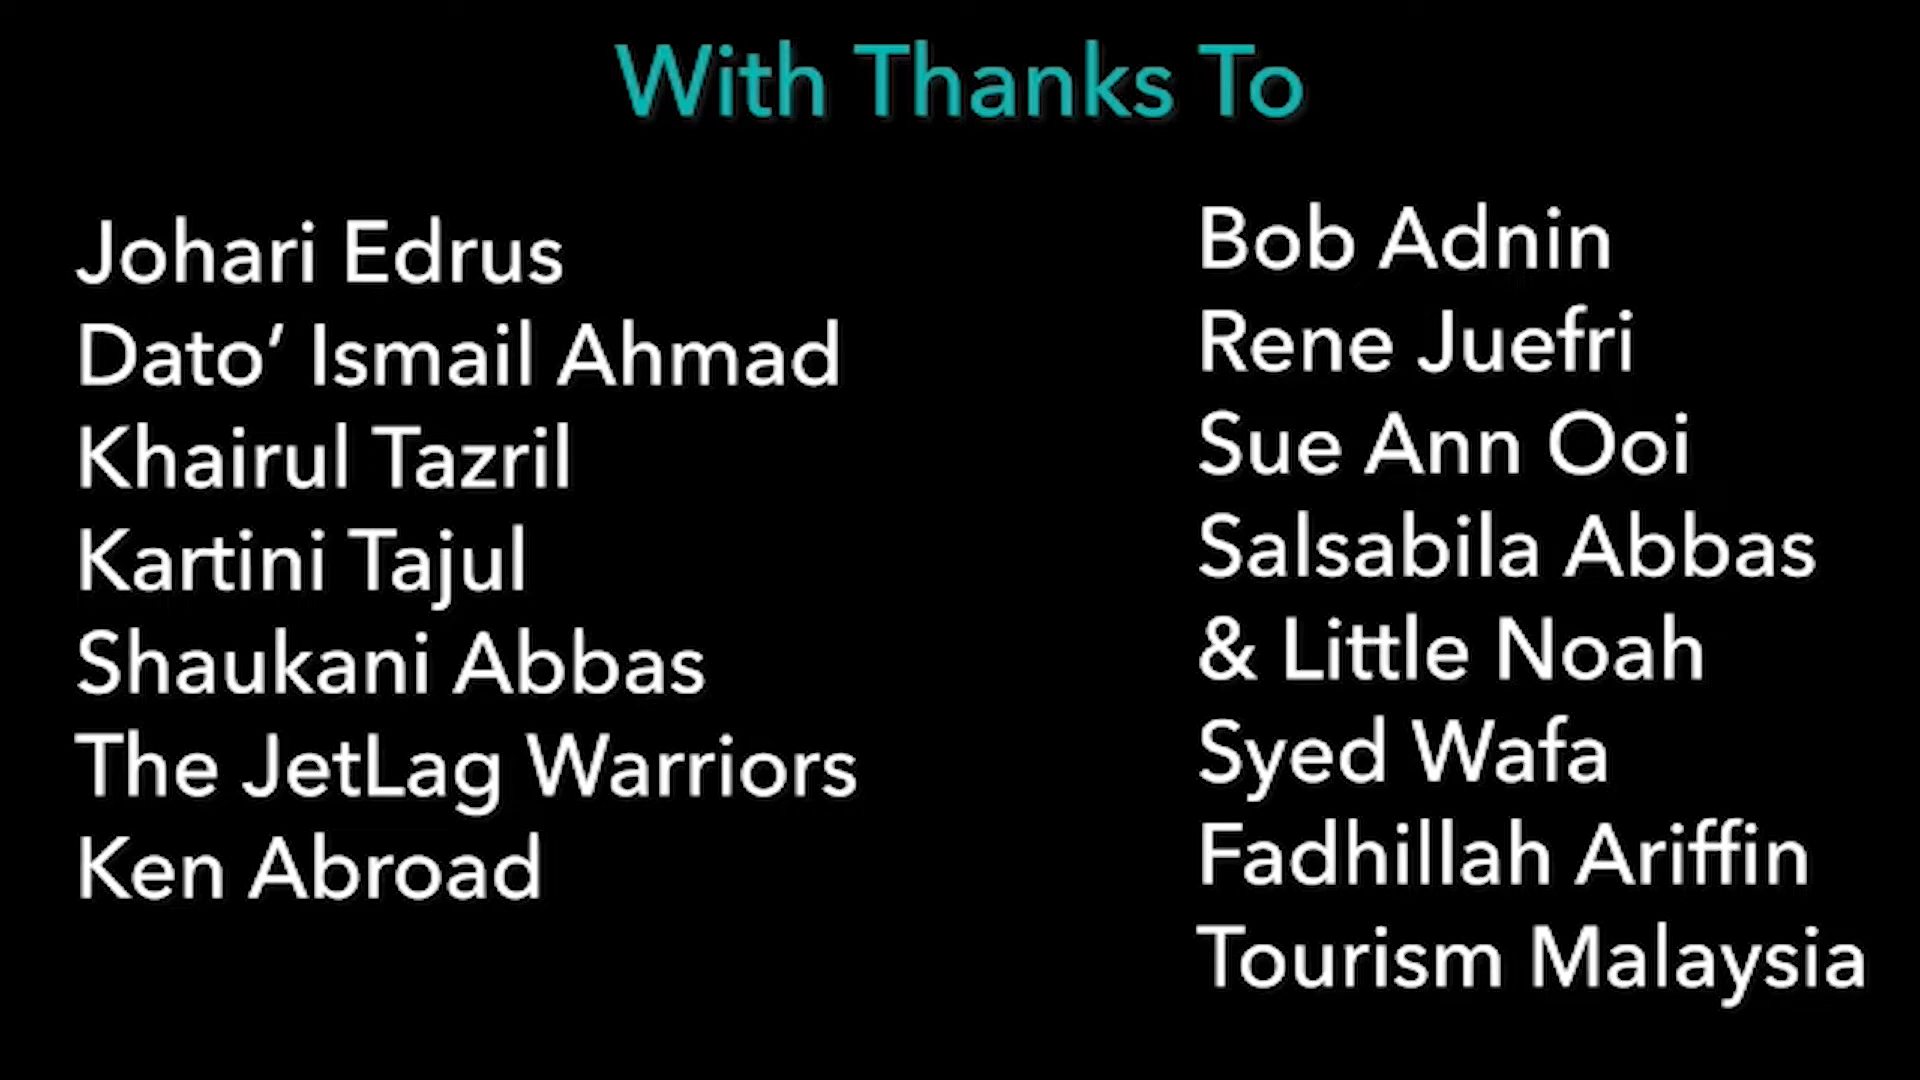 With Thanks To
Johari Edrus
Dato’ Ismail Ahmad
Khairul Tazril
Kartini Tajul
Shaukani Abbas
The JetLag Warriors
Ken Abroad
Bob Adnin
Rene Juefri
Sue Ann Ooi
Salsabila Abbas
& Little Noah
Syed Wafa
Fadhillah Ariffin
Tourism Malaysia